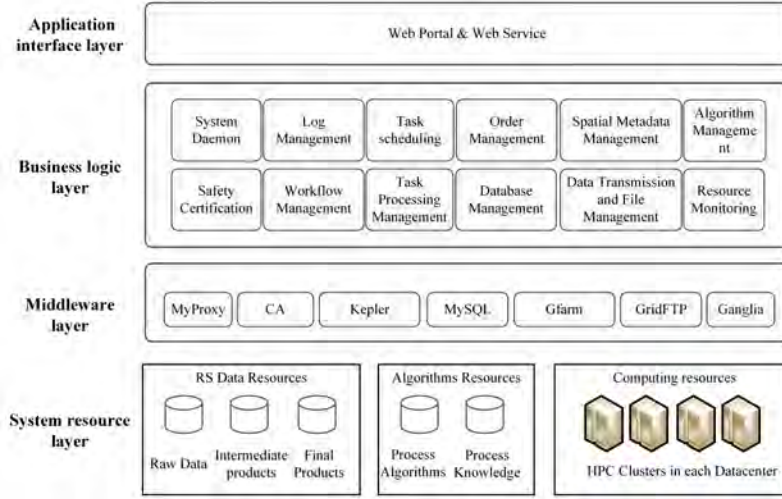 Application
interface layer
Web Portal & Web Service
Business logic
layer
System
Daemon
Log
Management
Task
scheduling
Order
Management
Spatial Metadata
Management
Algorithm
Manageme
nt
Safety
Certification
Workflow
Management
Task
Processing
Management
Database
Management
Data Transmission
and File
Management
Resource
Monitoring
Middleware
layer
MyProxy
CA
Kepler
MySQL
Gfarm
GridFTP
Ganglia
System resource
layer
RS Data Resources
Raw Data
Intermediate
products
Final
Products
Algorithms Resources
Process
Algorithms
Process
Knowledge
Computing resources
HPC Clusters in each Datacenter